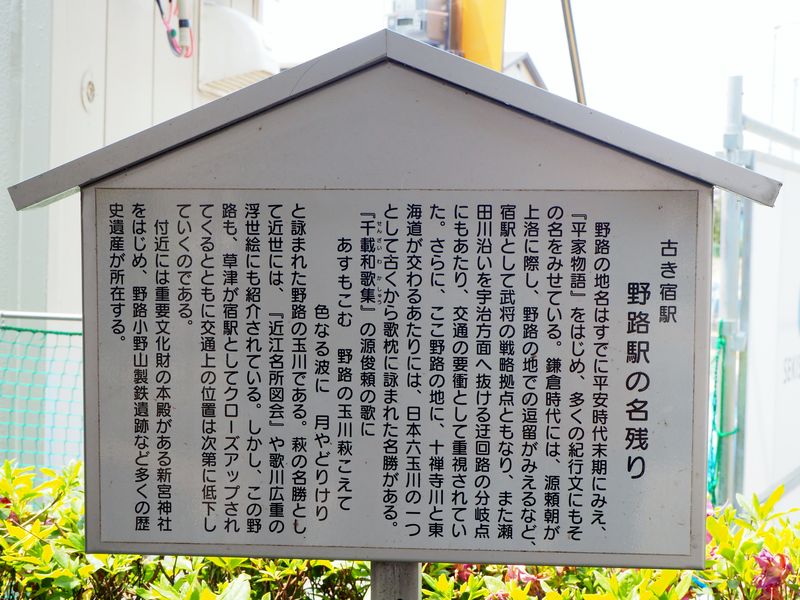 古き宿駅
野路駅の名残り
野路の地名はすでに平安時代末期にみえ、
『平家物語』をはじめ、多くの紀行文にもそ
の名をみせている。鎌倉時代には、源頼朝が
上洛に際し、野路の地での逗留がみえるなど、
宿駅として武将の戦略拠点ともなり、また瀬
田川沿いを宇治方面へ抜ける迂回路の分岐点
にもあたり、交通の要衝として重視されてい
た。さらに、ここ野路の地に、十禅寺川と東
海道が交わるあたりには、日本六玉川の一つ
として古くから歌枕に詠まれた名勝がある。
『千載和歌集』の源俊頼の歌に
せんざいわかしゅう
あすもこむ 野路の玉川萩こえて
色なる波に 月やどりけり
と詠まれた野路の玉川である。萩の名勝とし
て近世には、『近江名所図会』や歌川広重の
浮世絵にも紹介されている。しかし、この野
路も、草津が宿駅としてクローズアップされ
てくるとともに交通上の位置は次第に低下し
ていくのである。
付近には重要文化財の本殿がある新宮神社
をはじめ、野路小野山製鉄遺跡など多くの歴
史遺産が所在する。